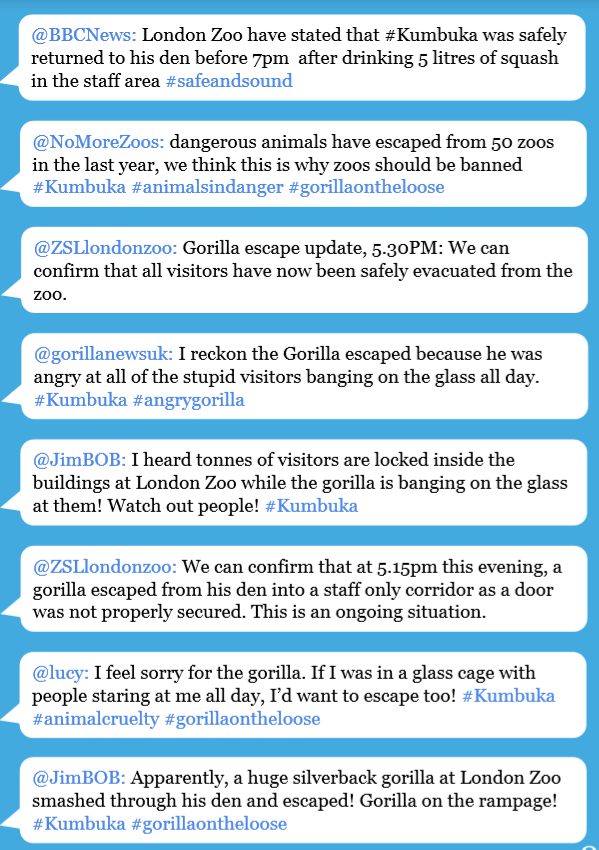 @BBCNews: London Zoo have stated that #Kumbuka was safely
returned to his den before 7pm  after drinking 5 litres of squash
in the staff area #safeandsound
@NoMoreZoos: dangerous animals have escaped from 50 zoos
in the last year, we think this is why zoos should be banned
#Kumbuka #animalsindanger #gorillaontheloose
@ZSLlondonzoo: Gorilla escape update, 5.30PM: We can
confirm that all visitors have now been safely evacuated from the
zoo.
@gorillanewsuk: I reckon the Gorilla escaped because he was
angry at all of the stupid visitors banging on the glass all day.
#Kumbuka #angrygorilla
@JimBOB: I heard tonnes of visitors are locked inside the
buildings at London Zoo while the gorilla is banging on the glass
at them! Watch out people! #Kumbuka
@ZSLlondonzoo: We can confirm that at 5.15pm this evening, a
gorilla escaped from his den into a staff only corridor as a door
was not properly secured. This is an ongoing situation.
@lucy: I feel sorry for the gorilla. If I was in a glass cage with
people staring at me all day, I’d want to escape too! #Kumbuka
#animalcruelty #gorillaontheloose
@JimBOB: Apparently, a huge silverback gorilla at London Zoo
smashed through his den and escaped! Gorilla on the rampage!
#Kumbuka #gorillaontheloose